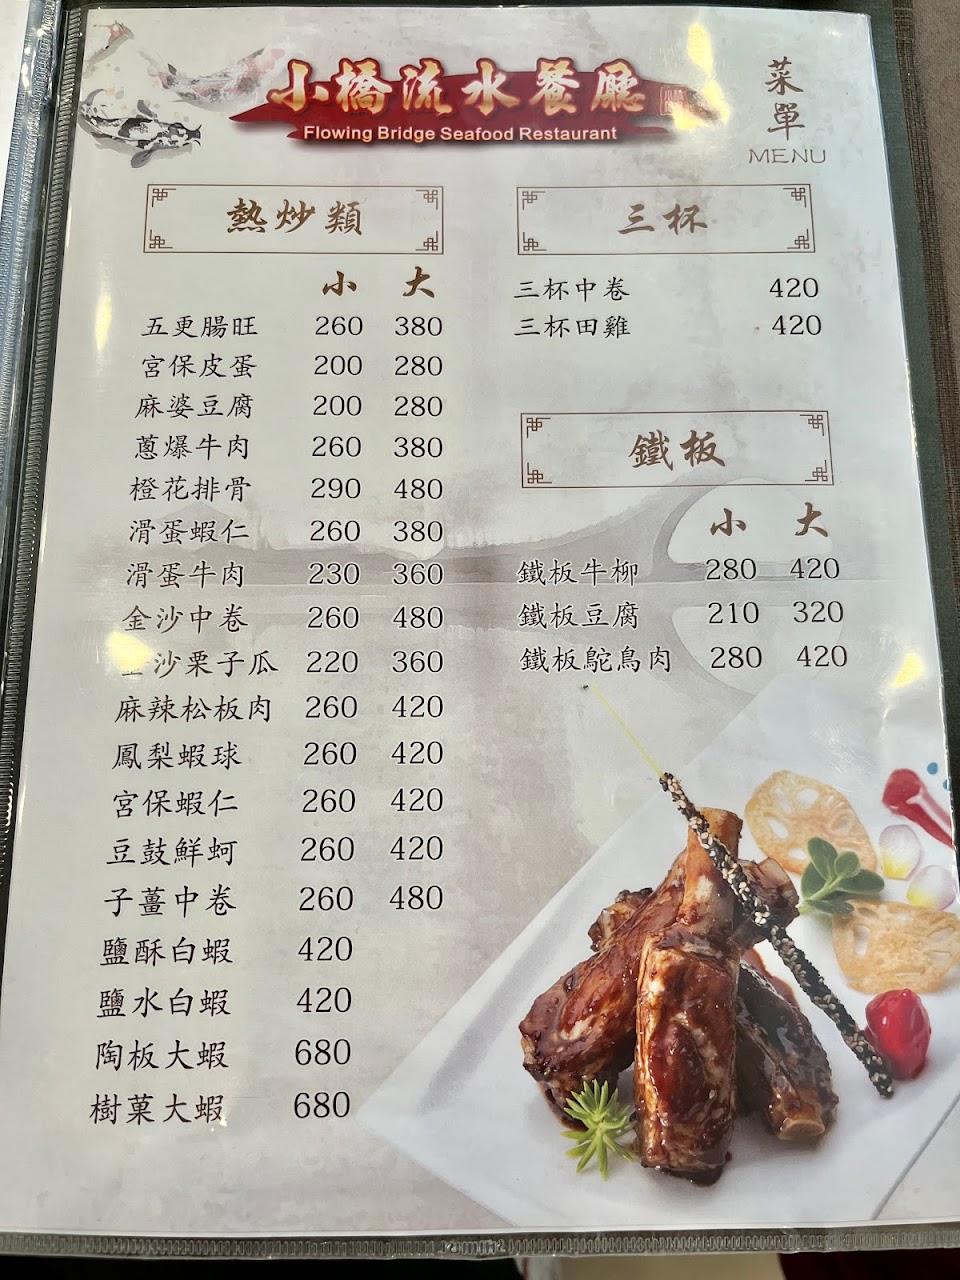 小橋流水餐廳
Flowing Bridge Seafood Restaurant
菜單
MENU
熱炒類
小 大
五更腸旺 260 380
宮保皮蛋 200 280
麻婆豆腐 200 280
蔥爆牛肉 260 380
橙花排骨 290 480
滑蛋蝦仁 260 380
滑蛋牛肉 230 360
金沙中卷 260 480
沙栗子瓜 220 360
麻辣松板肉 260 420
鳳梨蝦球 260 420
宮保蝦仁 260 420
豆鼓鮮蚵 260 420
子薑中卷 260 480
鹽酥白蝦 420
鹽水白蝦 420
陶板大蝦 680
樹菓大蝦 680
三杯
三杯中卷 420
三杯田雞 420
鐵板
小 大
鐵板牛柳 280 420
鐵板豆腐 210 320
鐵板鴕鳥肉 280 420